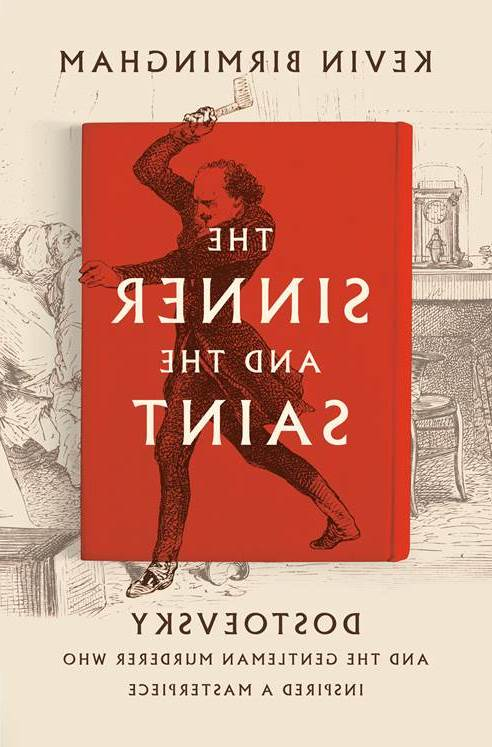 KEVIN BIRMINGHAM
THE
SINNER
AND THE
SAINT
DOSTOEVSKY
AND THE GENTLEMAN MURDERER WHO
INSPIRED A MASTERPIECE